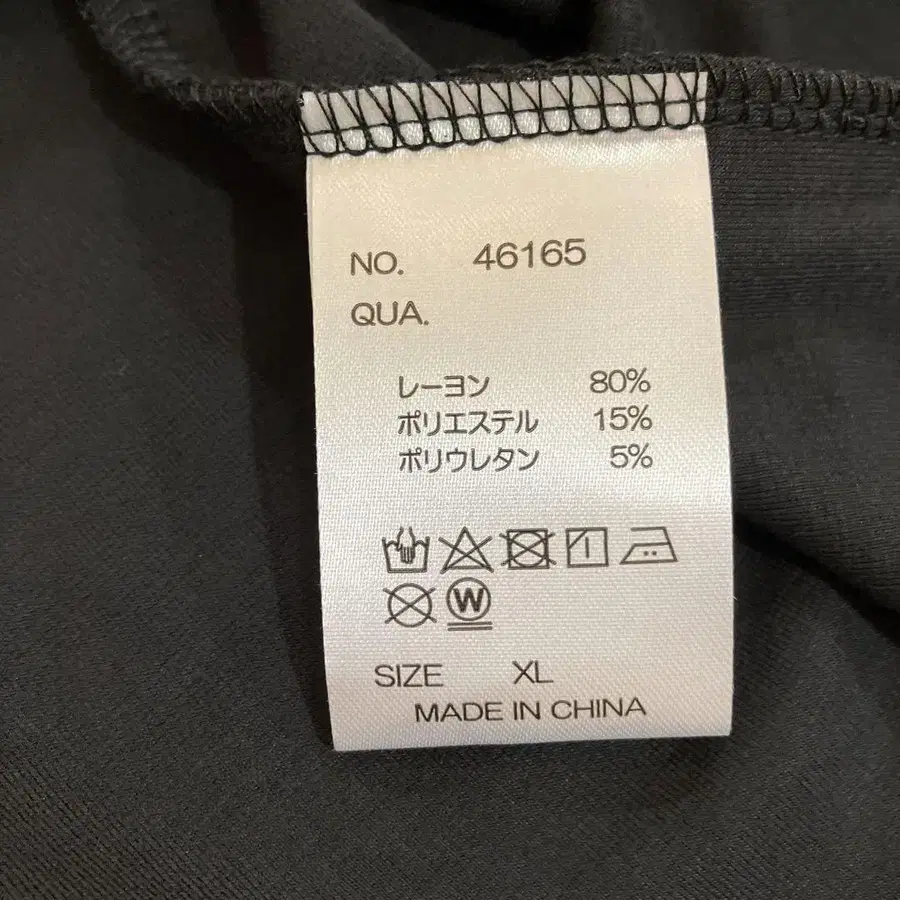 NO. 46165
QUA.
レーヨン 80%
ポリエステル 15%
ポリウレタン 5%
W
SIZE XL
MADE IN CHINA